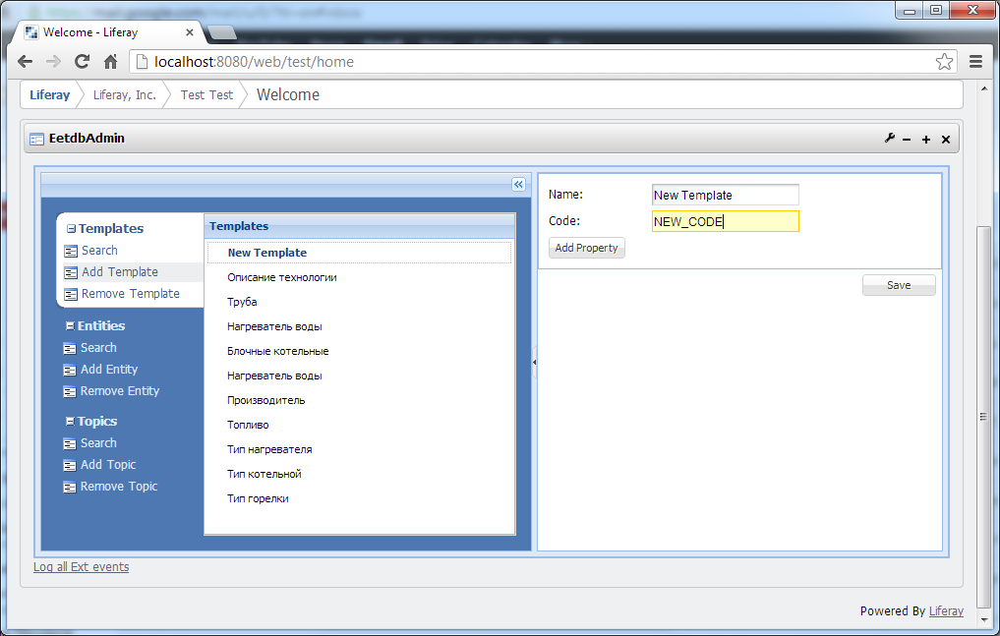 Welcome - Liferay
localhost:8080/web/test/home
Liferay Liferay, Inc. Test Test Welcome
EetdbAdmin
Templates
Search
Add Template
Remove Template
Entities
Search
Add Entity
Remove Entity
Topics
Search
Add Topic
Remove Topic
Templates
New Template
Описание технологии
Труба
Нагреватель воды
Блочные котельные
Нагреватель воды
Производитель
Топливо
Тип нагревателя
Тип котельной
Тип горелки
Name: New Template
Code: NEW_CODE
Add Property
Save
Log all Ext events
Powered By Liferay